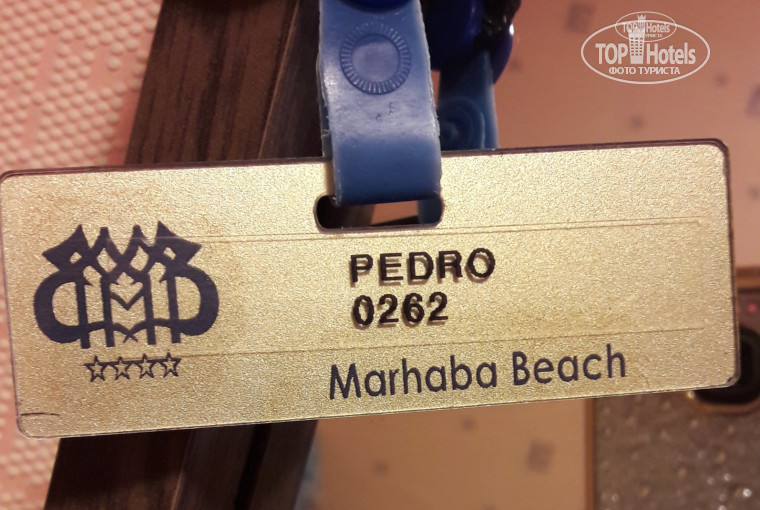 TOP Hotels
ФОТО ТУРИСТА
PEDRO
0262
Marhaba Beach